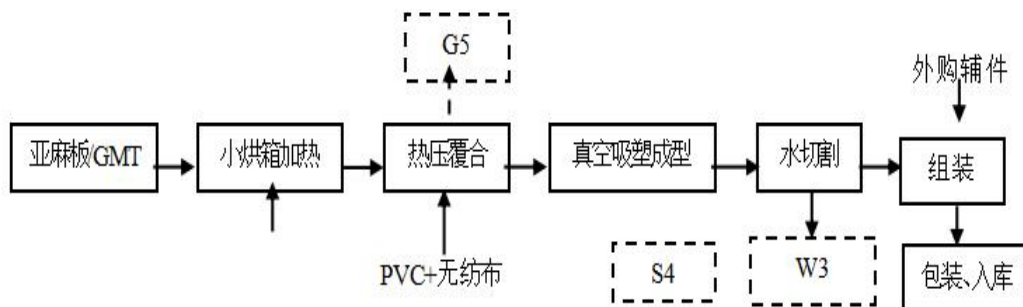 G5
外购辅件
亚麻板/GMT
小烘箱加热
热压覆合
真空吸塑成型
水切割
组装
PVC+无纺布
S4
W3
包装、入库